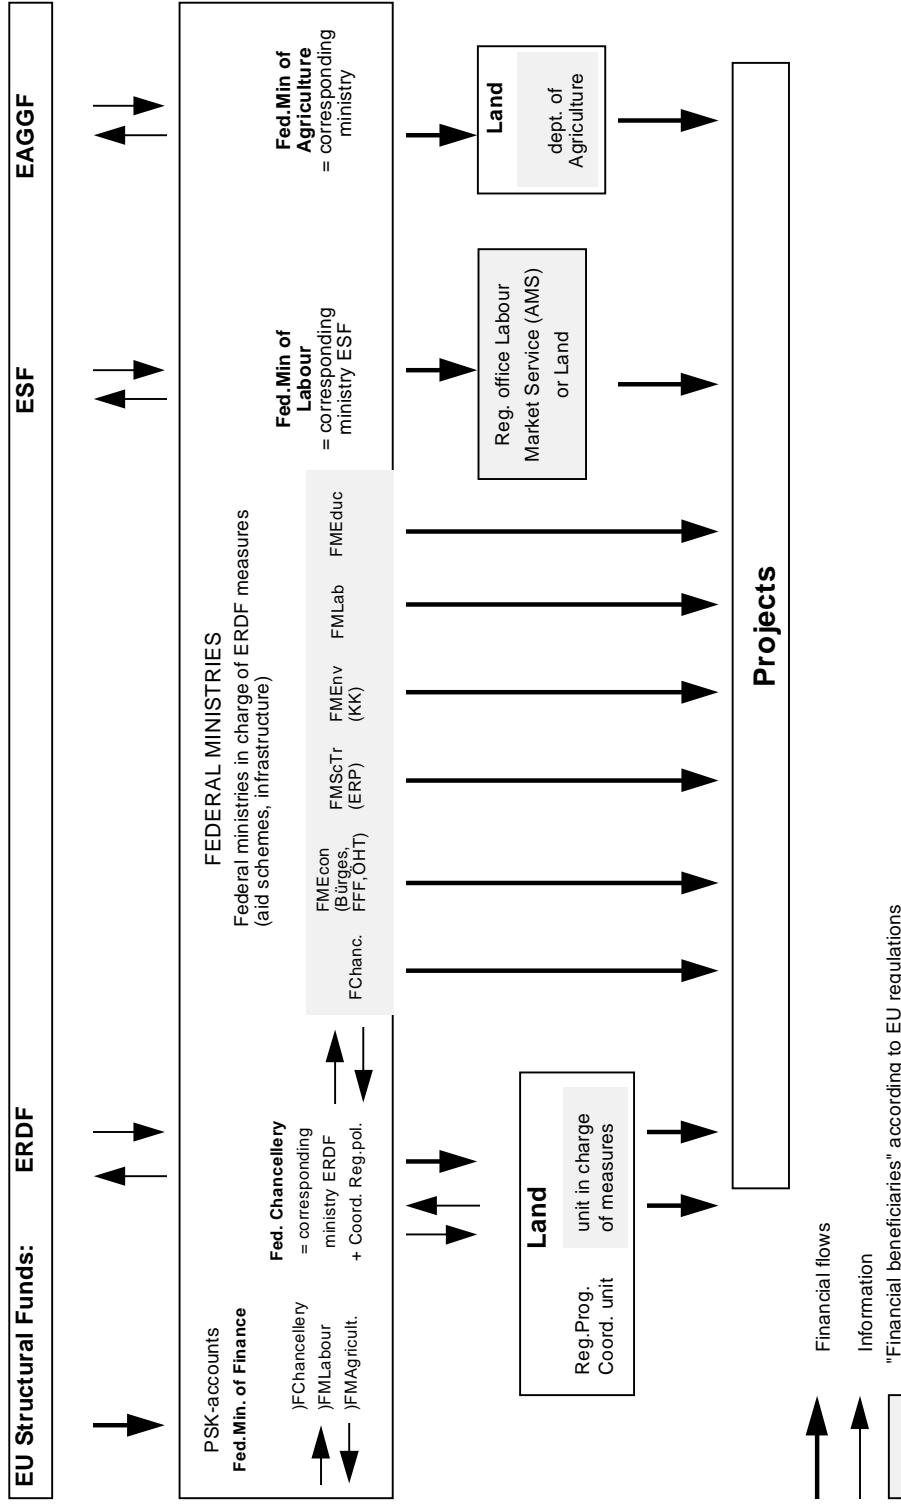 EU Structural Funds:
ERDF
ESF
EAGGF
PSK-accounts
Fed.Min. of Finance
)FChancellery
)FMLabour
)FMAgricult.
Fed. Chancellery
= corresponding
ministry ERDF
+ Coord. Reg.pol.
FEDERAL MINISTRIES
Federal ministries in charge of ERDF measures
(aid schemes, infrastructure)
FChanc.
FMEcon
(Bürges,
FFF,ÖHT)
FMScTr
(ERP)
FMEnv
(KK)
FMLab
FMEduc
Fed.Min of
Labour
= corresponding
ministry ESF
Fed.Min of
Agriculture
= corresponding
ministry
Land
Reg.Prog.
Coord. unit
unit in charge
of measures
Reg. office Labour
Market Service (AMS)
or Land
Land
dept. of
Agriculture
Projects
Financial flows
Information
"Financial beneficiaries" according to EU regulations